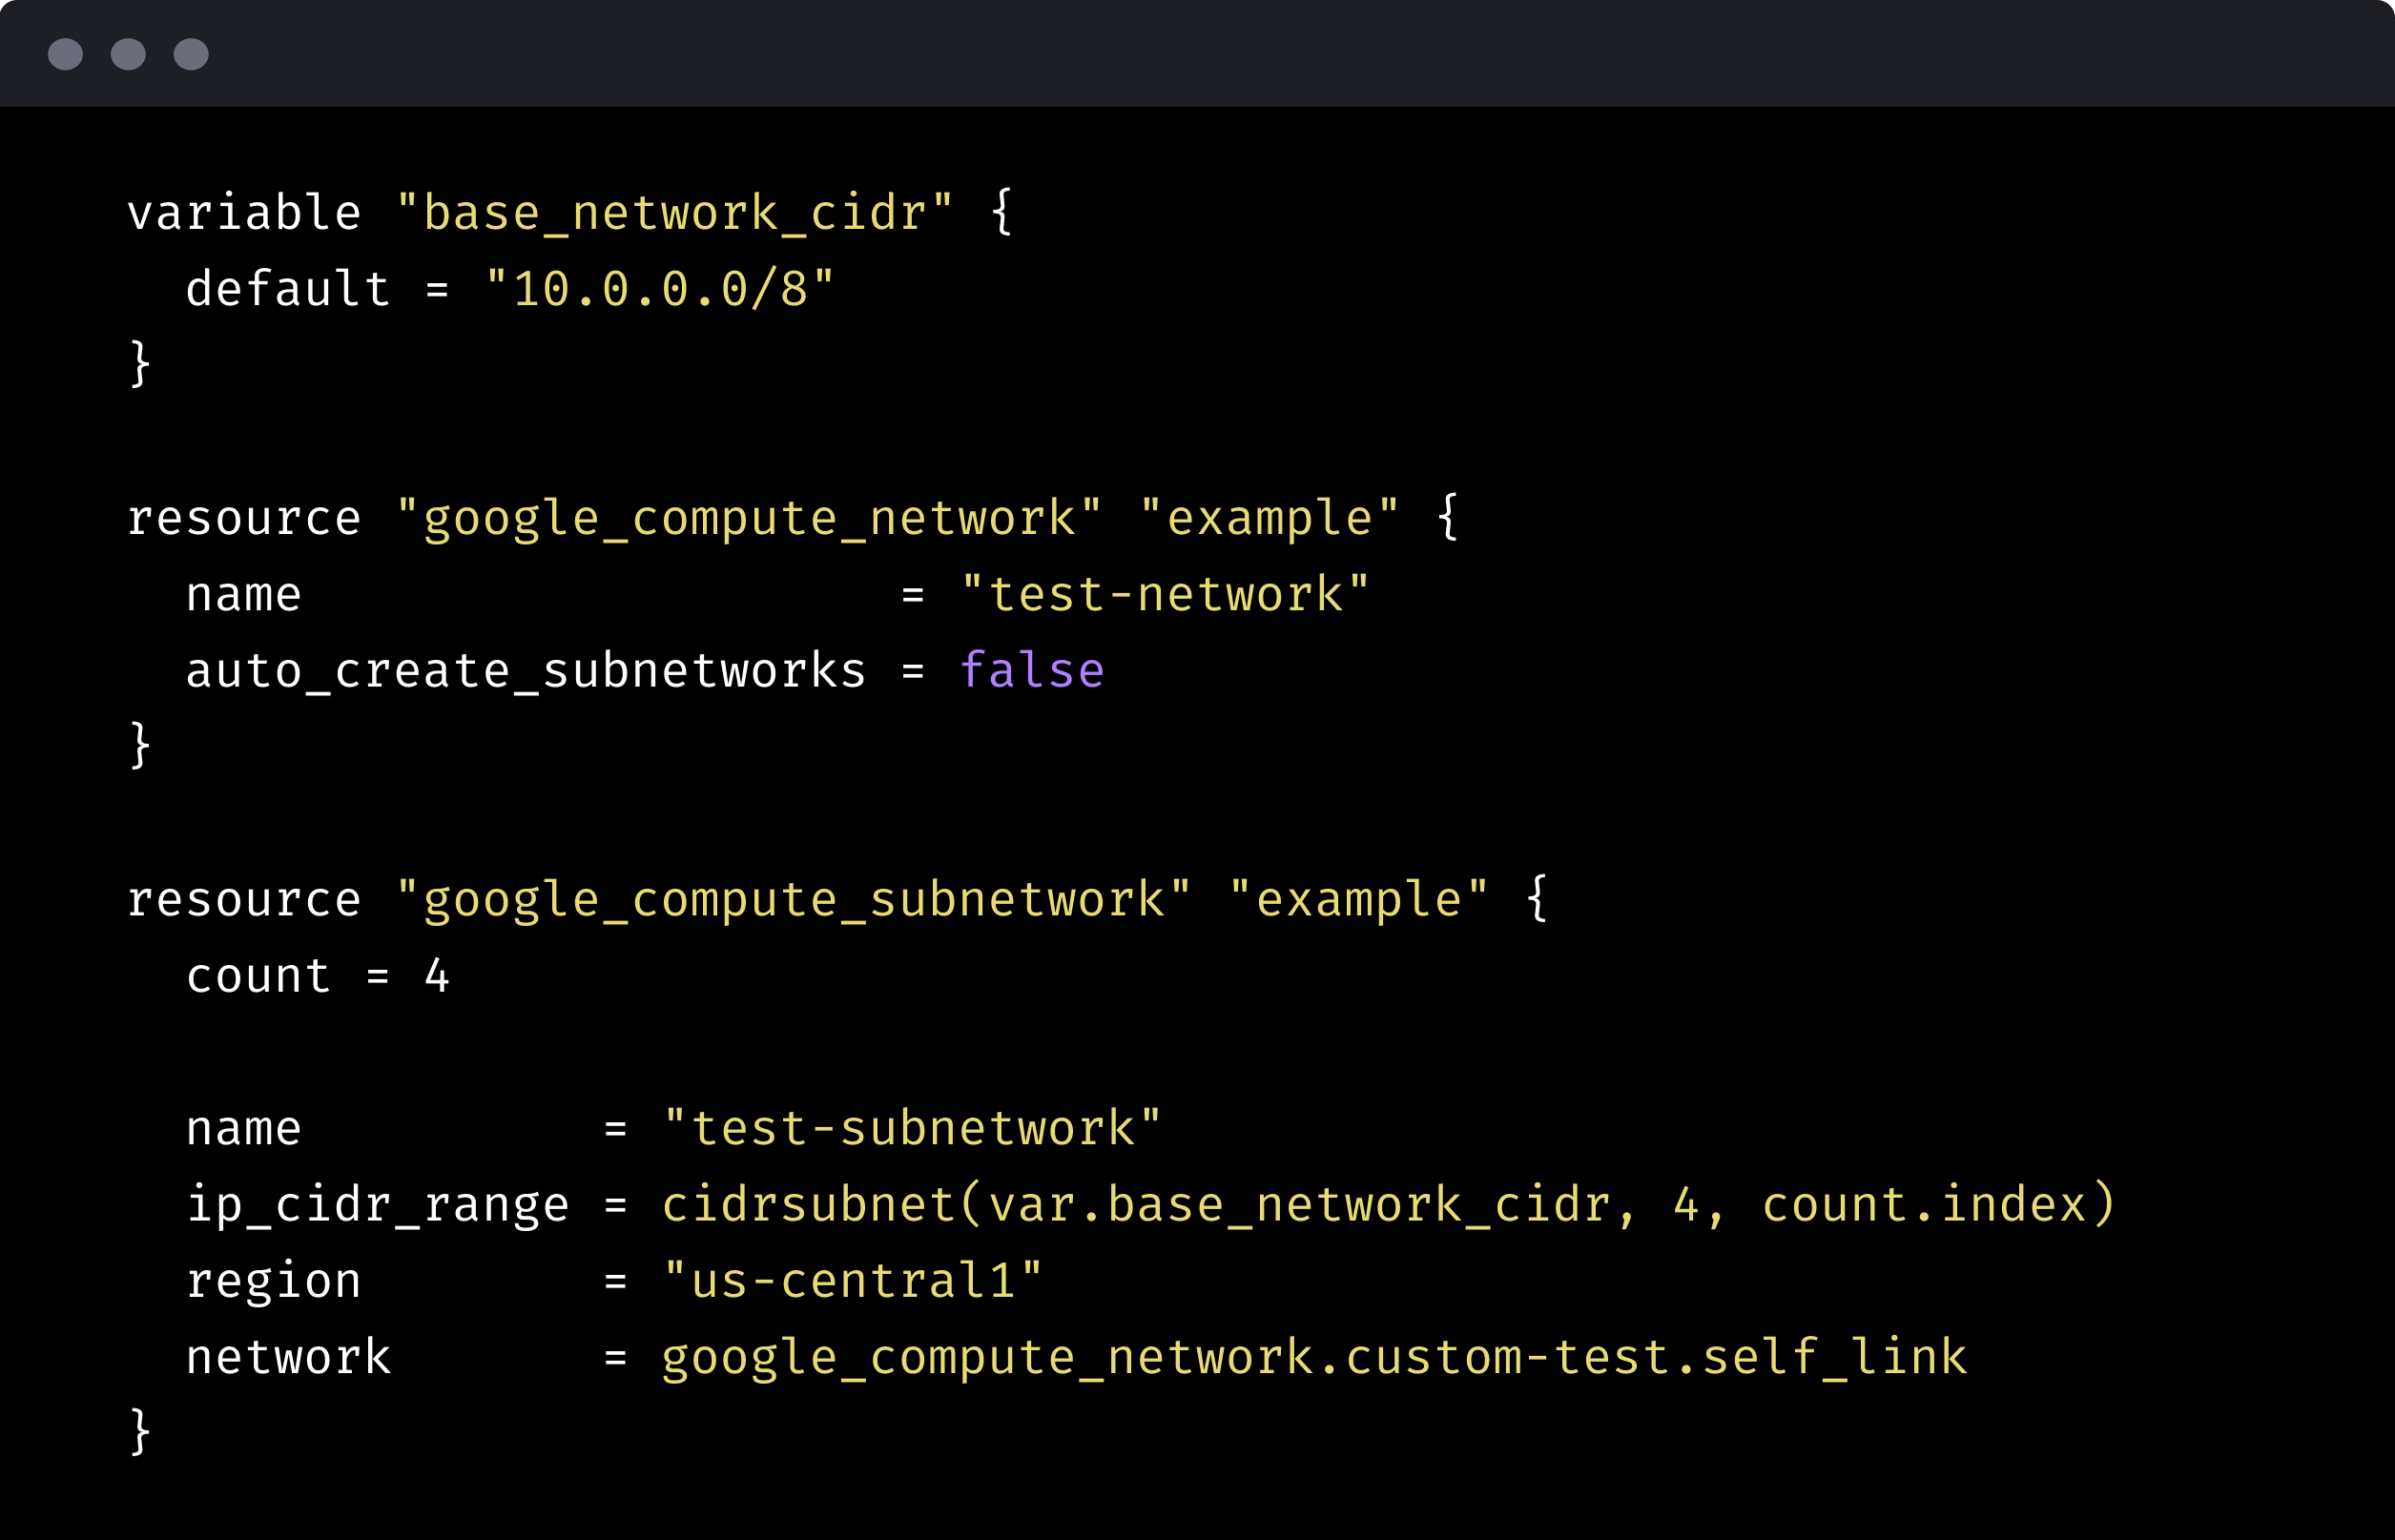 variable "base_network_cidr" {
  default = "10.0.0.0/8"
}

resource "google_compute_network" "example" {
  name                    = "test-network"
  auto_create_subnetworks = false
}

resource "google_compute_subnetwork" "example" {
  count = 4

  name          = "test-subnetwork"
  ip_cidr_range = cidrsubnet(var.base_network_cidr, 4, count.index)
  region        = "us-central1"
  network       = google_compute_network.custom-test.self_link
}